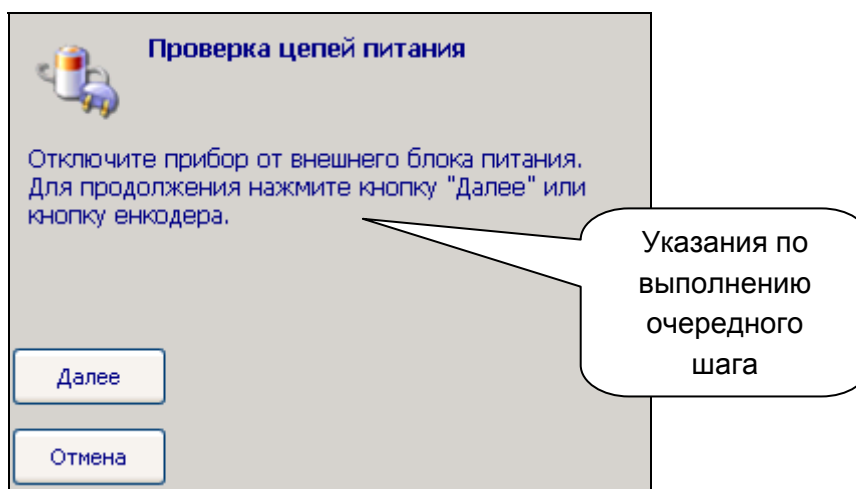 Проверка цепей питания
Отключите прибор от внешнего блока питания.
Для продолжения нажмите кнопку "Далее" или
кнопку енкодера.
Указания по
выполнению
очередного
шага
Далее
Отмена